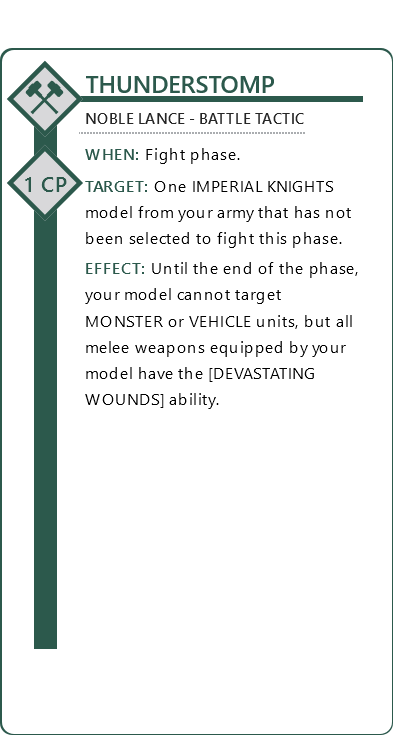 THUNDERSTOMP
NOBLE LANCE - BATTLE TACTIC
1 CP
WHEN: Fight phase.
TARGET: One IMPERIAL KNIGHTS
model from your army that has not
been selected to fight this phase.
EFFECT: Until the end of the phase,
your model cannot target
MONSTER or VEHICLE units, but all
melee weapons equipped by your
model have the [DEVASTATING
WOUNDS] ability.